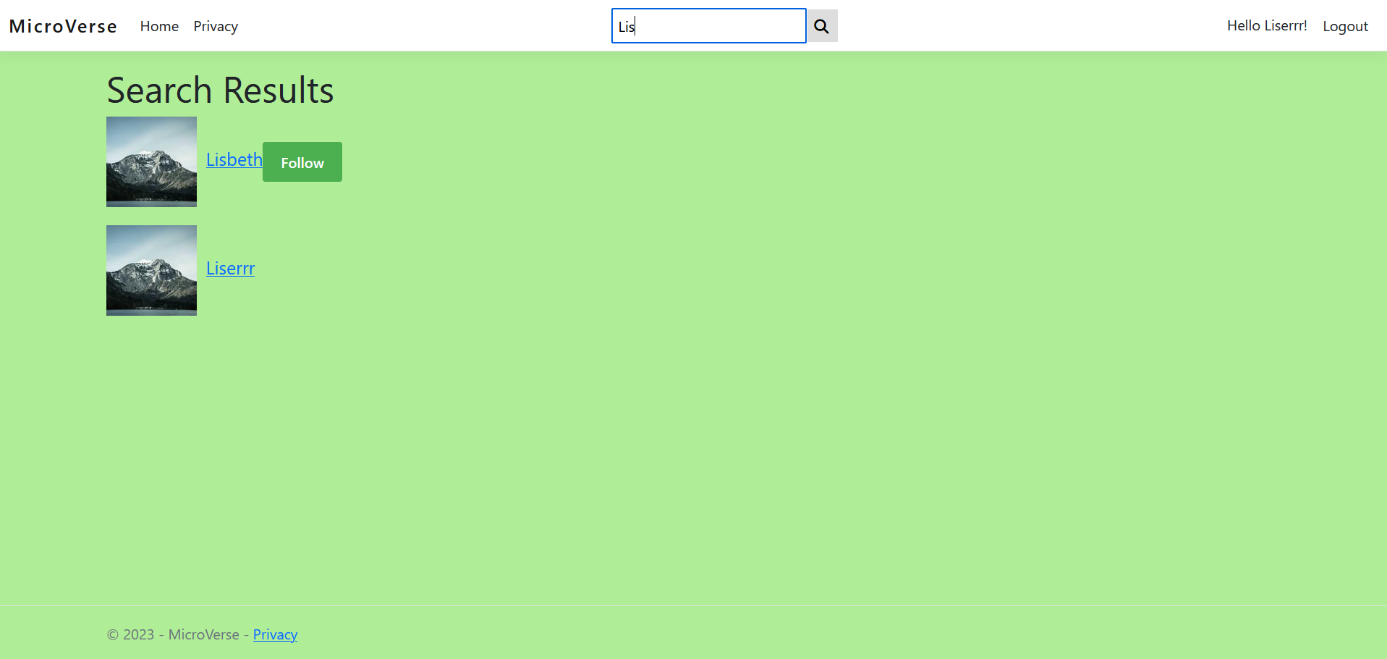 MicroVerse Home Privacy Lis Hello Liserrr! Logout
Search Results
Lisbeth Follow
Liserrr
© 2023 - MicroVerse - Privacy